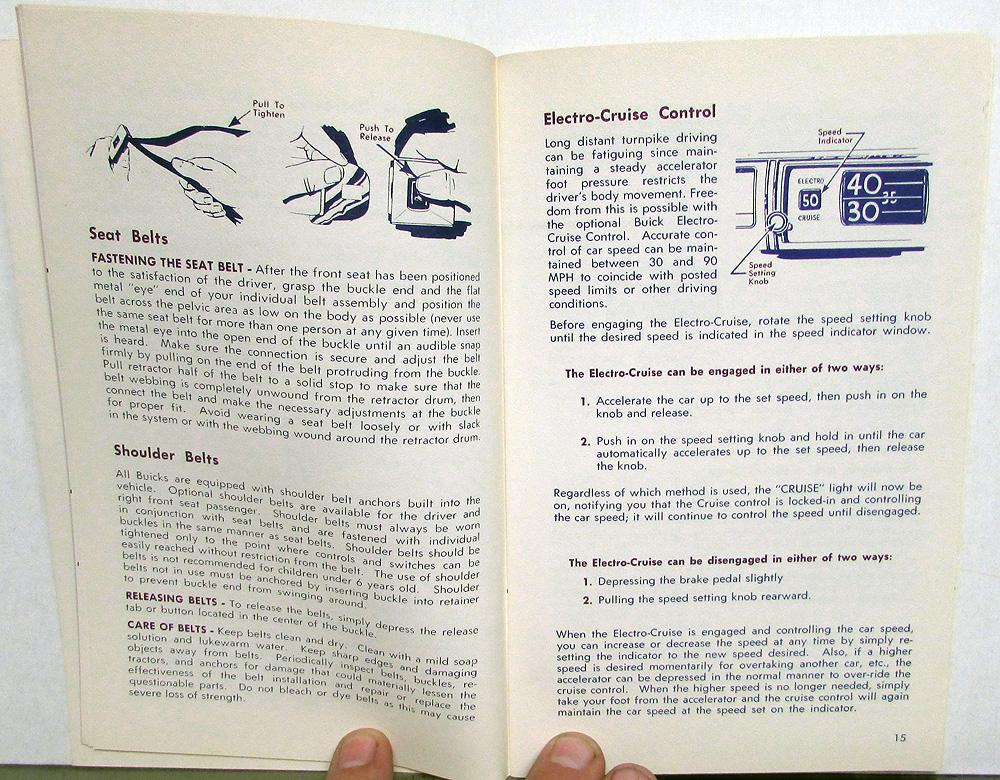 Pull To
Tighten
Push To
Release
Seat Belts
FASTENING THE SEAT BELT - After the front seat has been positioned
to the satisfaction of the driver, grasp the buckle end and the flat
metal "eye" end of your individual belt assembly and position the
belt across the pelvic area as low on the body as possible (never use
the same seat belt for more than one person at any given time). Insert
the metal eye into the open end of the buckle until an audible snap
is heard. Make sure the connection is secure and adjust the belt
firmly by pulling on the end of the belt protruding from the buckle.
Pull retractor half of the belt to a solid stop to make sure that the
belt webbing is completely unwound from the retractor drum, then
connect the belt and make the necessary adjustments at the buckle
for proper fit. Avoid wearing a seat belt loosely or with slack
in the system or with the webbing wound around the retractor drum.
Shoulder Belts
All Buicks are equipped with shoulder belt anchors built into the
vehicle. Optional shoulder belts are available for the driver and
right front seat passenger. Shoulder belts must always be worn
in conjunction with seat belts and are fastened with individual
buckles in the same manner as seat belts. Shoulder belts should be
tightened only to the point where controls and switches can be
easily reached without restriction from the belt. The use of shoulder
belts is not recommended for children under 6 years old. Shoulder
belts not in use must be anchored by inserting buckle into retainer
to prevent buckle end from swinging around.
RELEASING BELTS - To release the belts, simply depress the release
tab or button located in the center of the buckle.
CARE OF BELTS - Keep belts clean and dry. Clean with a mild soap
solution and lukewarm water. Keep sharp edges and damaging
objects away from belts. Periodically inspect belts, buckles, re-
tractors, and anchors for damage that could materially lessen the
effectiveness of the belt installation and repair or replace the
questionable parts. Do not bleach or dye belts as this may cause
severe loss of strength.
Electro-Cruise Control
Long distant turnpike driving
can be fatiguing since main-
taining a steady accelerator
foot pressure restricts the
driver's body movement. Free-
dom from this is possible with
the optional Buick Electro-
Cruise Control. Accurate con-
trol of car speed can be main-
tained between 30 and 90
MPH to coincide with posted
speed limits or other driving
conditions.
Speed
Indicator
ELECTRO
50
CRUISE
40
35
30
Speed
Setting
Knob
Before engaging the Electro-Cruise, rotate the speed setting knob
until the desired speed is indicated in the speed indicator window.
The Electro-Cruise can be engaged in either of two ways:
1. Accelerate the car up to the set speed, then push in on the
knob and release.
2. Push in on the speed setting knob and hold in until the car
automatically accelerates up to the set speed, then release
the knob.
Regardless of which method is used, the "CRUISE" light will now be
on, notifying you that the Cruise control is locked-in and controlling
the car speed; it will continue to control the speed until disengaged.
The Electro-Cruise can be disengaged in either of two ways:
1. Depressing the brake pedal slightly
2. Pulling the speed setting knob rearward.
When the Electro-Cruise is engaged and controlling the car speed,
you can increase or decrease the speed at any time by simply re-
setting the indicator to the new speed desired. Also, if a higher
speed is desired momentarily for overtaking another car, etc., the
accelerator can be depressed in the normal manner to over-ride the
cruise control. When the higher speed is no longer needed, simply
take your foot from the accelerator and the cruise control will again
maintain the car speed at the speed set on the indicator.
15